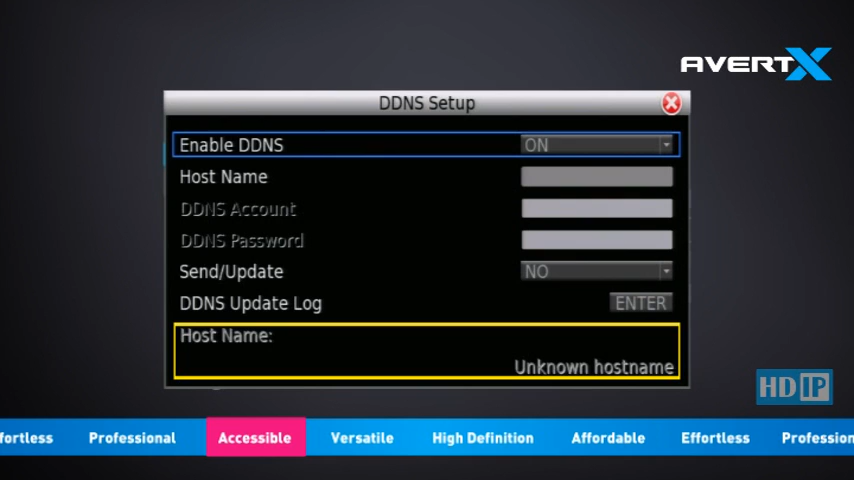 AVERTX
DDNS Setup
Enable DDNS ON
Host Name
DDNS Account
DDNS Password
Send/Update NO
DDNS Update Log ENTER
Host Name:
Unknown hostname
HD IP
ffortless Professional Accessible Versatile High Definition Affordable Effortless Profession